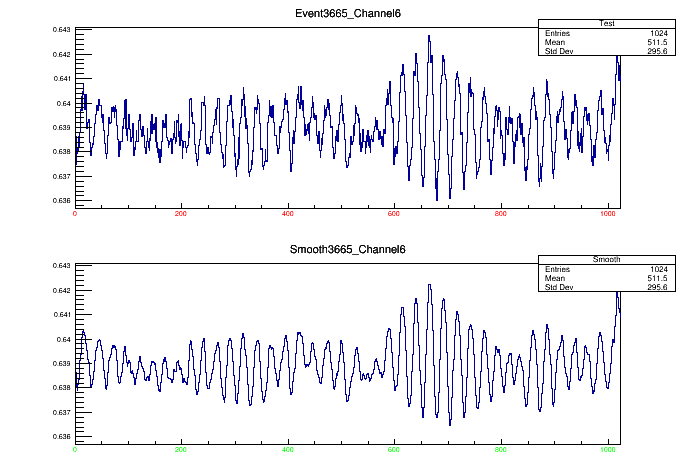 Event3665_Channel6
Test
Entries 1024
Mean 511.5
Std Dev 295.6
0.643
0.642
0.641
0.64
0.639
0.638
0.637
0.636
0 200 400 600 800 1000
Smooth3665_Channel6
Smooth
Entries 1024
Mean 511.5
Std Dev 295.6
0.643
0.642
0.641
0.64
0.639
0.638
0.637
0.636
0 200 400 600 800 1000